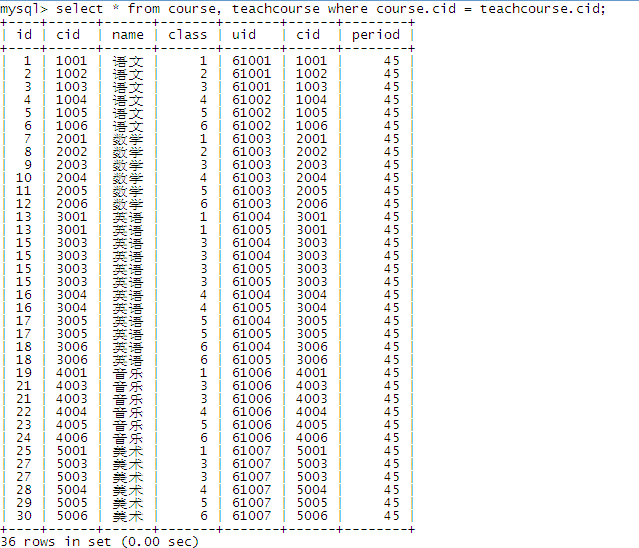 mysql> select * from course, teachcourse where course.cid = teachcourse.cid;
+----+------+------+-------+-------+------+--------+
| id | cid | name | class | uid | cid | period |
+----+------+------+-------+-------+------+--------+
| 1 | 1001 | 语文 | 1 | 61001 | 1001 | 45 |
| 2 | 1002 | 语文 | 2 | 61001 | 1002 | 45 |
| 3 | 1003 | 语文 | 3 | 61001 | 1003 | 45 |
| 4 | 1004 | 语文 | 4 | 61002 | 1004 | 45 |
| 5 | 1005 | 语文 | 5 | 61002 | 1005 | 45 |
| 6 | 1006 | 语文 | 6 | 61002 | 1006 | 45 |
| 7 | 2001 | 数学 | 1 | 61003 | 2001 | 45 |
| 8 | 2002 | 数学 | 2 | 61003 | 2002 | 45 |
| 9 | 2003 | 数学 | 3 | 61003 | 2003 | 45 |
| 10 | 2004 | 数学 | 4 | 61003 | 2004 | 45 |
| 11 | 2005 | 数学 | 5 | 61003 | 2005 | 45 |
| 12 | 2006 | 数学 | 6 | 61003 | 2006 | 45 |
| 13 | 3001 | 英语 | 1 | 61004 | 3001 | 45 |
| 13 | 3001 | 英语 | 1 | 61005 | 3001 | 45 |
| 15 | 3003 | 英语 | 3 | 61004 | 3003 | 45 |
| 15 | 3003 | 英语 | 3 | 61004 | 3003 | 45 |
| 15 | 3003 | 英语 | 3 | 61005 | 3003 | 45 |
| 15 | 3003 | 英语 | 3 | 61005 | 3003 | 45 |
| 16 | 3004 | 英语 | 4 | 61004 | 3004 | 45 |
| 16 | 3004 | 英语 | 4 | 61005 | 3004 | 45 |
| 17 | 3005 | 英语 | 5 | 61004 | 3005 | 45 |
| 17 | 3005 | 英语 | 5 | 61005 | 3005 | 45 |
| 18 | 3006 | 英语 | 6 | 61004 | 3006 | 45 |
| 18 | 3006 | 英语 | 6 | 61005 | 3006 | 45 |
| 19 | 4001 | 音乐 | 1 | 61006 | 4001 | 45 |
| 21 | 4003 | 音乐 | 3 | 61006 | 4003 | 45 |
| 21 | 4003 | 音乐 | 3 | 61006 | 4003 | 45 |
| 22 | 4004 | 音乐 | 4 | 61006 | 4004 | 45 |
| 23 | 4005 | 音乐 | 5 | 61006 | 4005 | 45 |
| 24 | 4006 | 音乐 | 6 | 61006 | 4006 | 45 |
| 25 | 5001 | 美术 | 1 | 61007 | 5001 | 45 |
| 27 | 5003 | 美术 | 3 | 61007 | 5003 | 45 |
| 27 | 5003 | 美术 | 3 | 61007 | 5003 | 45 |
| 28 | 5004 | 美术 | 4 | 61007 | 5004 | 45 |
| 29 | 5005 | 美术 | 5 | 61007 | 5005 | 45 |
| 30 | 5006 | 美术 | 6 | 61007 | 5006 | 45 |
+----+------+------+-------+-------+------+--------+
36 rows in set (0.00 sec)